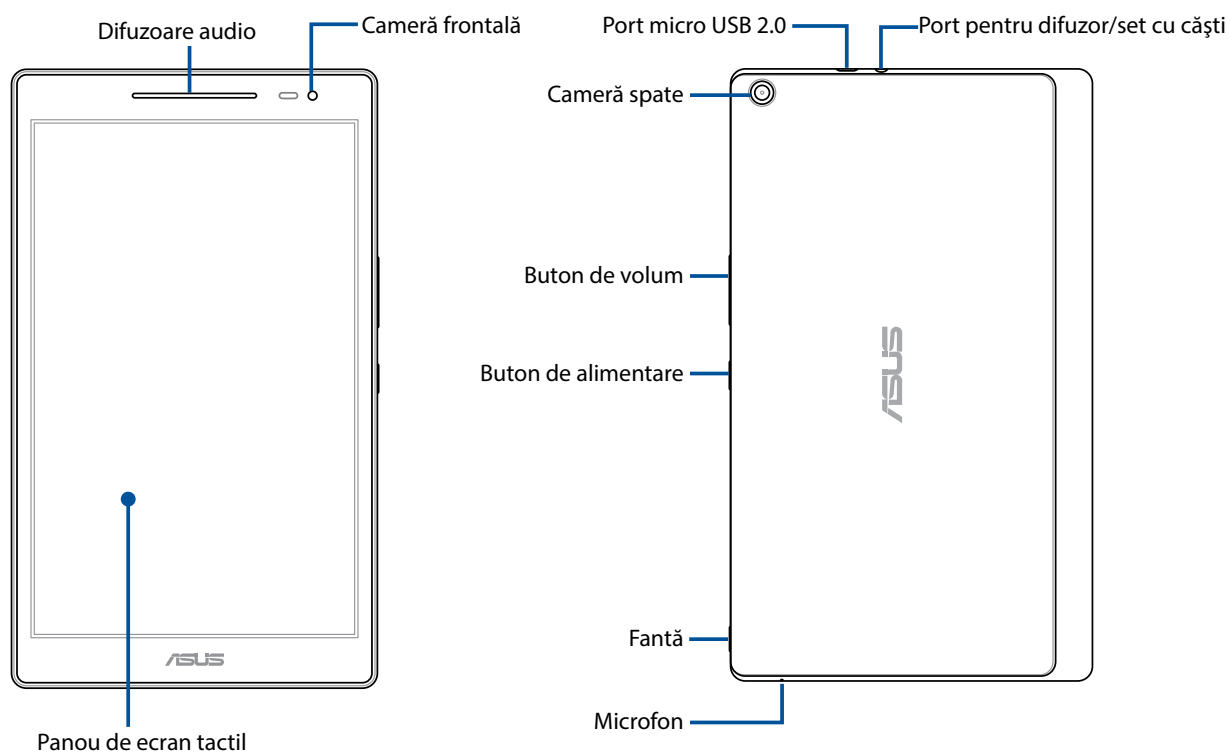 Difuzoare audio
Cameră frontală
Port micro USB 2.0
Port pentru difuzor/set cu căşti
Cameră spate
Buton de volum
ASUS
Buton de alimentare
Fantă
ASUS
Microfon
Panou de ecran tactil